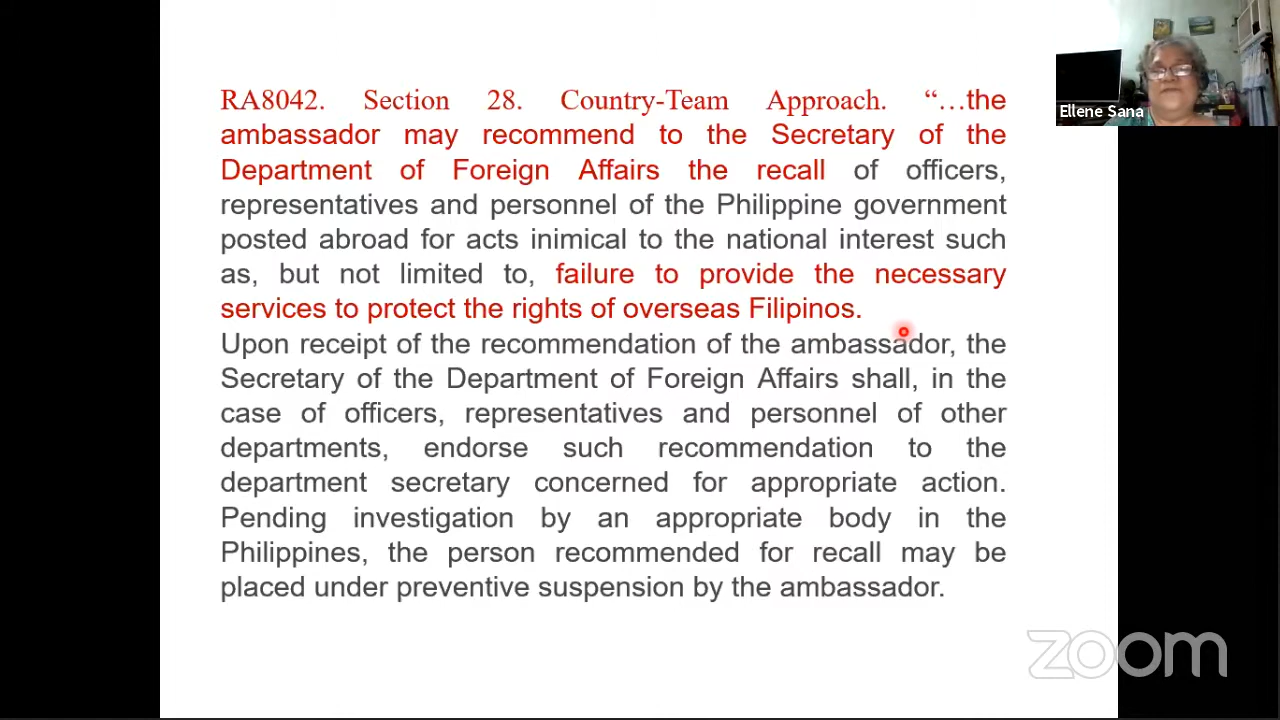 RA8042. Section 28. Country-Team Approach. “…the
ambassador may recommend to the Secretary of the
Department of Foreign Affairs the recall of officers,
representatives and personnel of the Philippine government
posted abroad for acts inimical to the national interest such
as, but not limited to, failure to provide the necessary
services to protect the rights of overseas Filipinos.
Upon receipt of the recommendation of the ambassador, the
Secretary of the Department of Foreign Affairs shall, in the
case of officers, representatives and personnel of other
departments, endorse such recommendation to the
department secretary concerned for appropriate action.
Pending investigation by an appropriate body in the
Philippines, the person recommended for recall may be
placed under preventive suspension by the ambassador.
Ellene Sana
zoom